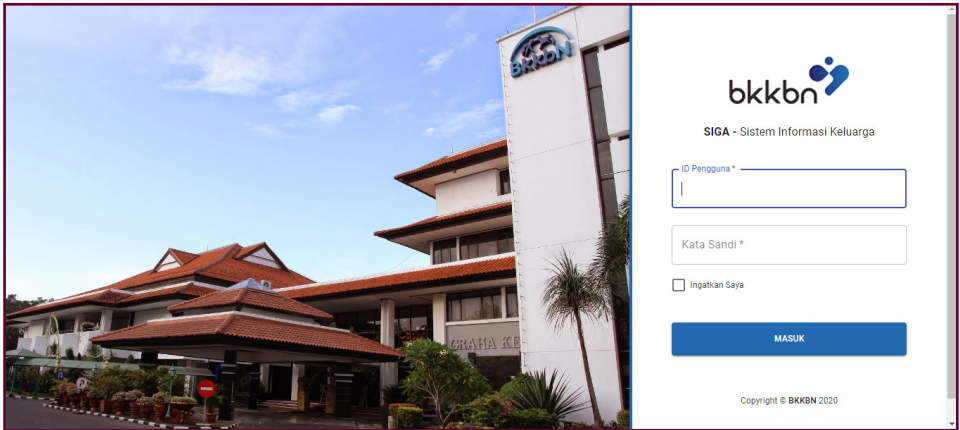 BKKBN
GRAHA KE
bkkbn
SIGA - Sistem Informasi Keluarga
ID Pengguna *
Kata Sandi *
Ingatkan Saya
MASUK
Copyright © BKKBN 2020